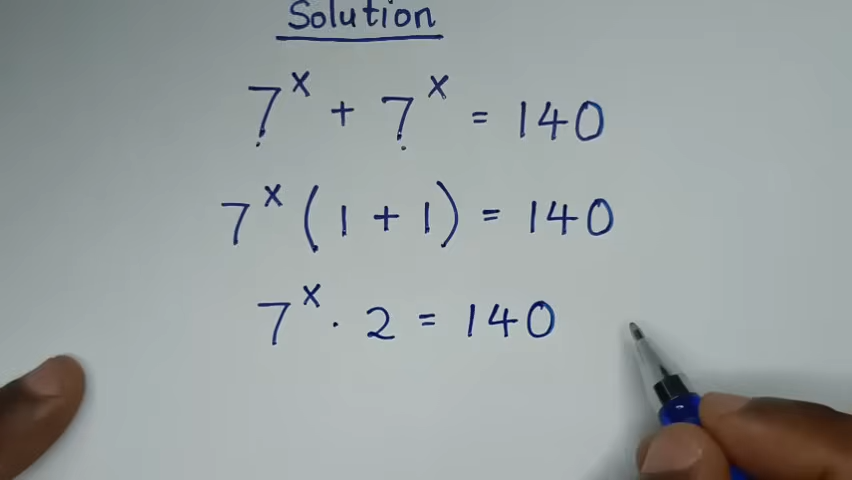 Solution
7^x + 7^x = 140
7^x (1 + 1) = 140
7^x · 2 = 140